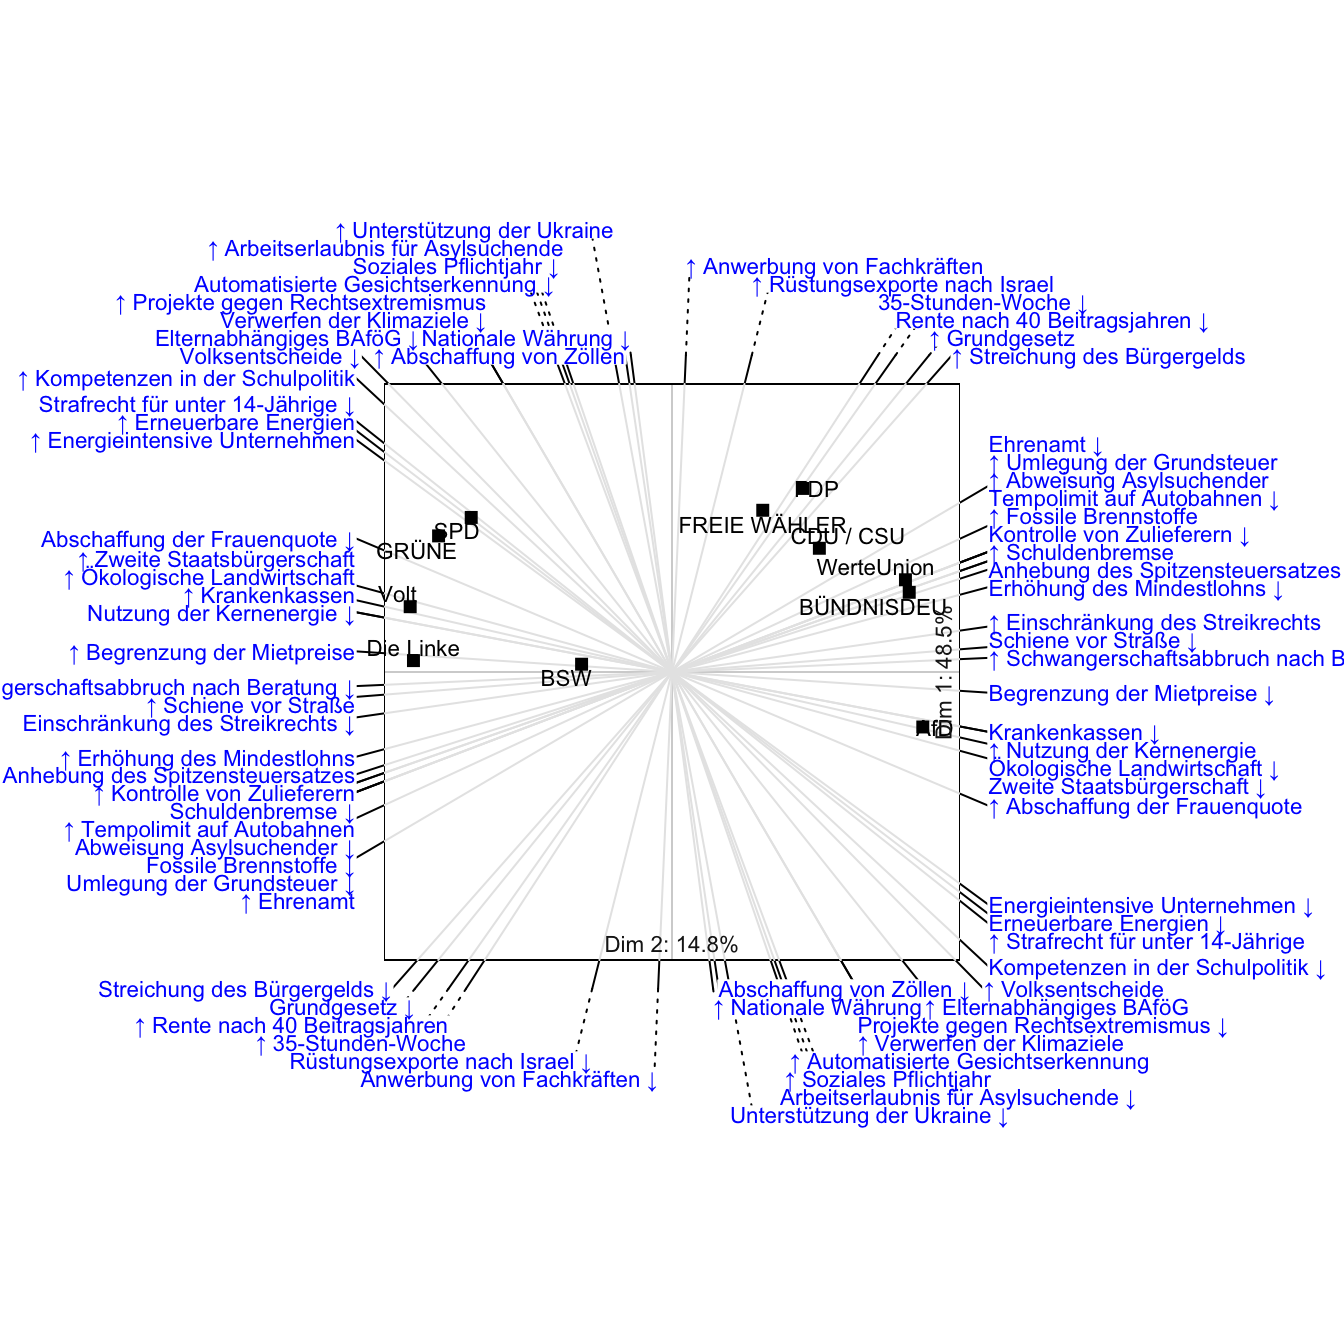 ↑ Unterstützung der Ukraine
↑ Arbeitserlaubnis für Asylsuchende
Soziales Pflichtjahr ↓
Automatisierte Gesichtserkennung ↓
↑ Projekte gegen Rechtsextremismus
Verwerfen der Klimaziele ↓
Elternabhängiges BAföG ↓
Nationale Währung ↓
Volksentscheide ↓
↑ Abschaffung von Zöllen
↑ Anwerbung von Fachkräften
↑ Rüstungsexporte nach Israel
35-Stunden-Woche ↓
Rente nach 40 Beitragsjahren ↓
↑ Grundgesetz
↑ Streichung des Bürgergelds
↑ Kompetenzen in der Schulpolitik
Strafrecht für unter 14-Jährige ↓
↑ Erneuerbare Energien
↑ Energieintensive Unternehmen
Abschaffung der Frauenquote ↓
↑ Zweite Staatsbürgerschaft
↑ Ökologische Landwirtschaft
↑ Krankenkassen
Nutzung der Kernenergie ↓
↑ Begrenzung der Mietpreise
gerschaftsabbruch nach Beratung ↓
↑ Schiene vor Straße
Einschränkung des Streikrechts ↓
↑ Erhöhung des Mindestlohns
Anhebung des Spitzensteuersatzes
↑ Kontrolle von Zulieferern
Schuldenbremse ↓
↑ Tempolimit auf Autobahnen
Abweisung Asylsuchender ↓
Fossile Brennstoffe ↓
Umlegung der Grundsteuer ↓
↑ Ehrenamt
FDP
FREIE WÄHLER
CDU / CSU
WerteUnion
BÜNDNISDEU
SPD
GRÜNE
Volt
Die Linke
BSW
AfD
Dim 1: 48.5%
Dim 2: 14.8%
Ehrenamt ↓
↑ Umlegung der Grundsteuer
↑ Abweisung Asylsuchender
Tempolimit auf Autobahnen ↓
↑ Fossile Brennstoffe
Kontrolle von Zulieferern ↓
↑ Schuldenbremse
Anhebung des Spitzensteuersatzes
Erhöhung des Mindestlohns ↓
↑ Einschränkung des Streikrechts
Schiene vor Straße ↓
↑ Schwangerschaftsabbruch nach B
Begrenzung der Mietpreise ↓
Krankenkassen ↓
↑ Nutzung der Kernenergie
Ökologische Landwirtschaft ↓
Zweite Staatsbürgerschaft ↓
↑ Abschaffung der Frauenquote
Energieintensive Unternehmen ↓
Erneuerbare Energien ↓
↑ Strafrecht für unter 14-Jährige
Kompetenzen in der Schulpolitik ↓
Streichung des Bürgergelds ↓
Grundgesetz ↓
↑ Rente nach 40 Beitragsjahren
↑ 35-Stunden-Woche
Rüstungsexporte nach Israel ↓
Anwerbung von Fachkräften ↓
Abschaffung von Zöllen ↓
↑ Volksentscheide
↑ Nationale Währung
↑ Elternabhängiges BAföG
Projekte gegen Rechtsextremismus ↓
↑ Verwerfen der Klimaziele
↑ Automatisierte Gesichtserkennung
↑ Soziales Pflichtjahr
Arbeitserlaubnis für Asylsuchende ↓
Unterstützung der Ukraine ↓